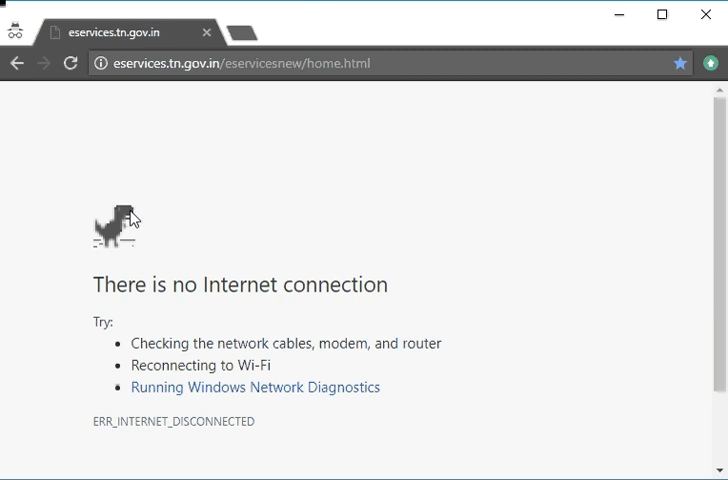 eservices.tn.gov.in
eservices.tn.gov.in/eservicesnew/home.html
There is no Internet connection
Try:
Checking the network cables, modem, and router
Reconnecting to Wi-Fi
Running Windows Network Diagnostics
ERR_INTERNET_DISCONNECTED